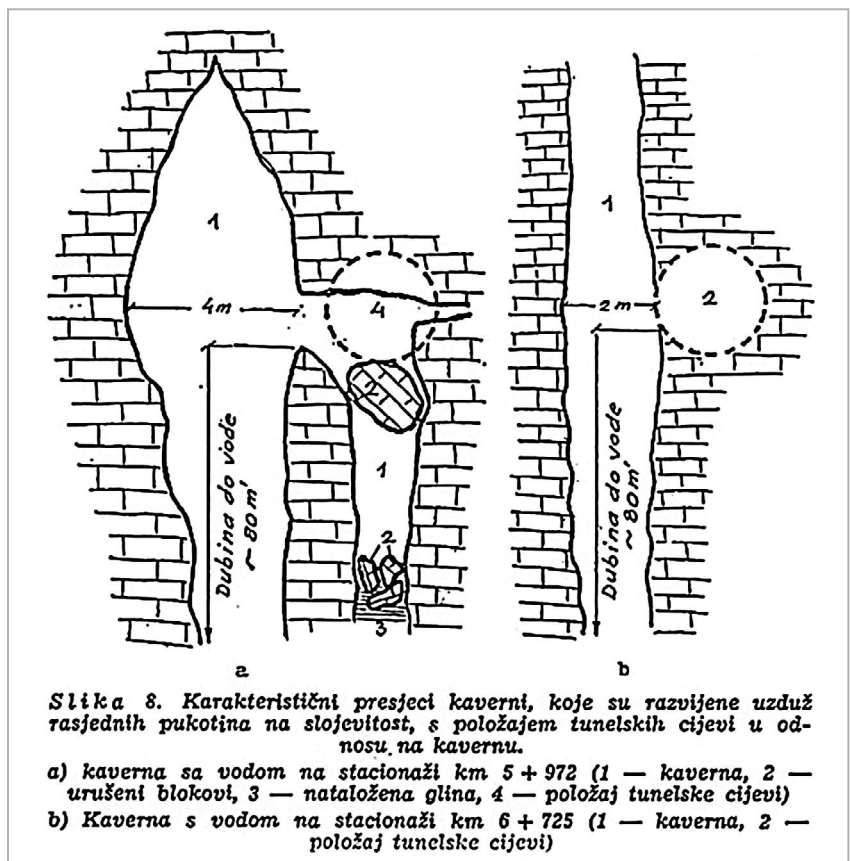 1
4m
4
2
1
2
3
Dubina do vode
~ 80 m'
a
1
2m
2
Dubina do vode
~ 80 m'
b
Slika 8. Karakteristični presjeci kaverni, koje su razvijene uzduž
rasjednih pukotina na slojevitost, s položajem tunelskih cijevi u od-
nosu na kavernu.
a) kaverna sa vodom na stacionaži km 5 + 972 (1 — kaverna, 2 —
urušeni blokovi, 3 — nataložena glina, 4 — položaj tunelske cijevi)
b) Kaverna s vodom na stacionaži km 6 + 725 (1 — kaverna, 2 —
položaj tunelske cijevi)